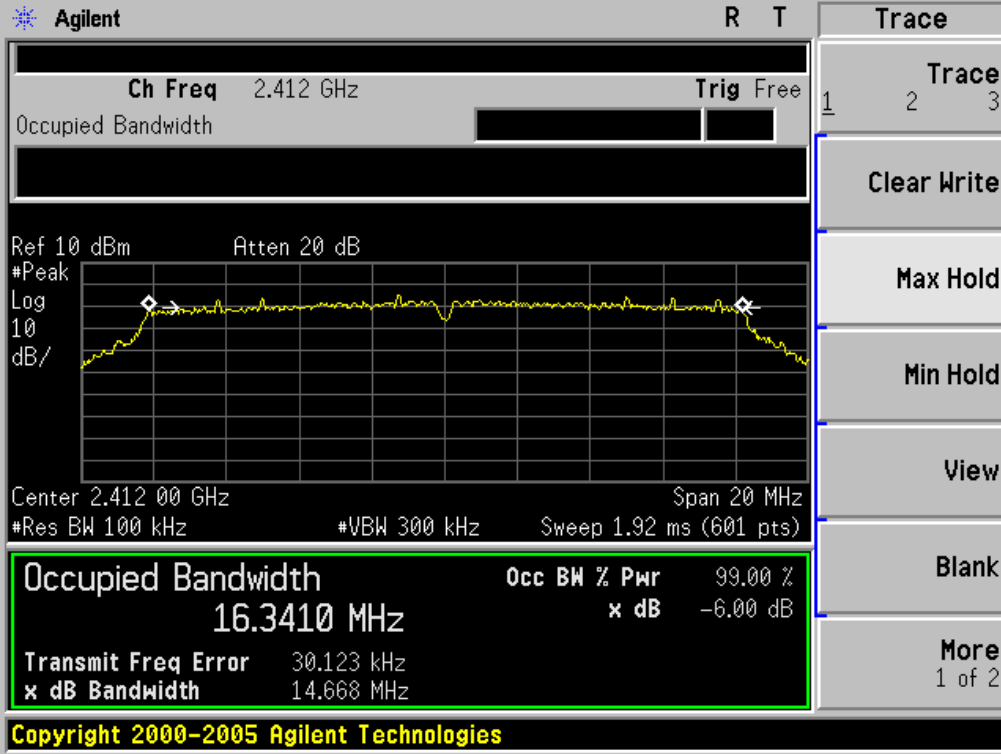 Agilent R T Trace
Ch Freq 2.412 GHz Trig Free
Occupied Bandwidth
Trace
1 2 3
Clear Write
Max Hold
Min Hold
View
Blank
More
1 of 2
Ref 10 dBm Atten 20 dB
#Peak
Log
10
dB/
Center 2.412 00 GHz Span 20 MHz
#Res BW 100 kHz #VBW 300 kHz Sweep 1.92 ms (601 pts)
Occupied Bandwidth Occ BW % Pwr 99.00 %
16.3410 MHz x dB -6.00 dB
Transmit Freq Error 30.123 kHz
x dB Bandwidth 14.668 MHz
Copyright 2000-2005 Agilent Technologies